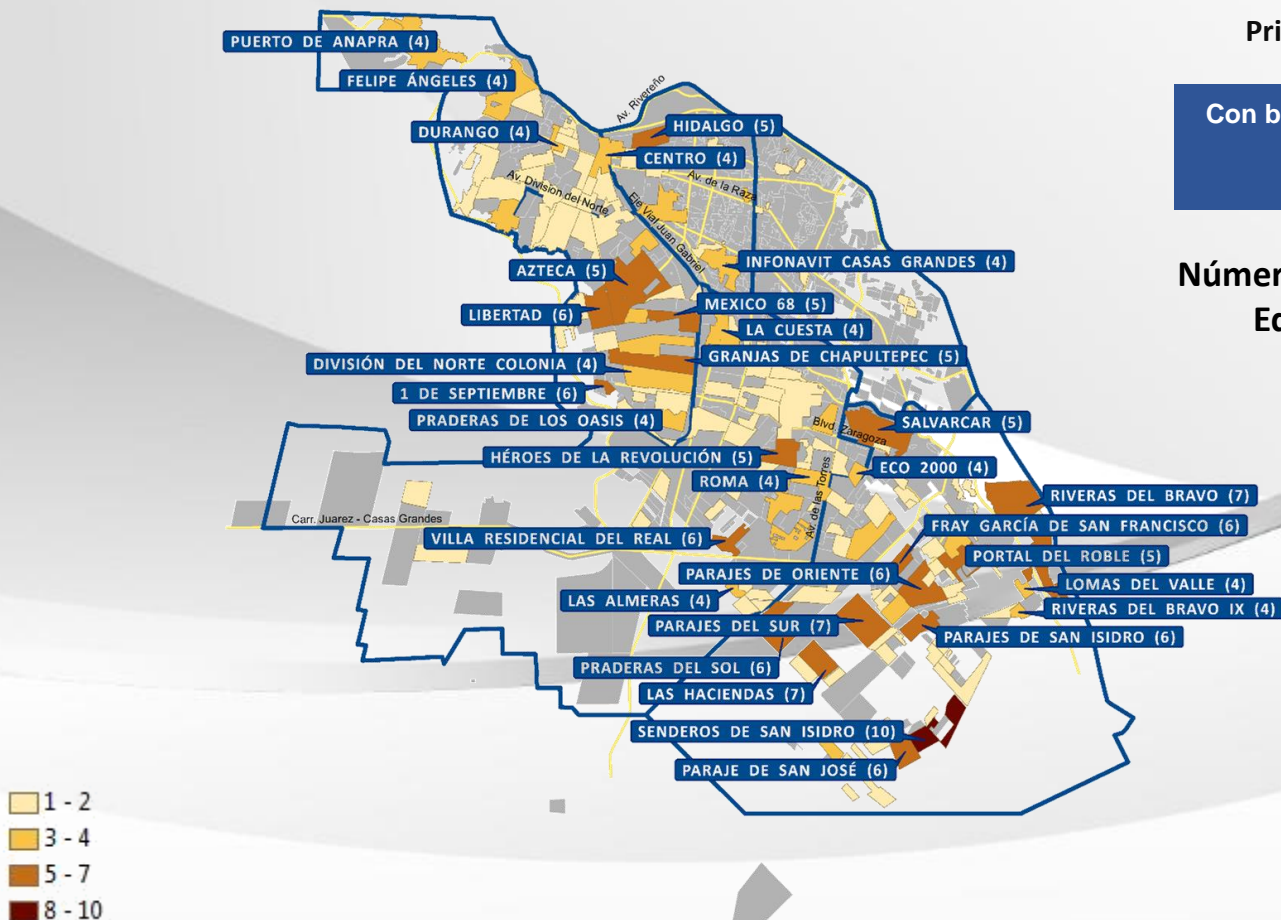 Pri
PUERTO DE ANAPRA (4)
FELIPE ÁNGELES (4)
Av. Rivereño
Con b
DURANGO (4)
HIDALGO (5)
CENTRO (4)
Av. de la Raza
Av. Division del Norte
Eje Vial Juan Gabriel
AZTECA (5)
INFONAVIT CASAS GRANDES (4)
Númer
Ec
LIBERTAD (6)
MEXICO 68 (5)
LA CUESTA (4)
DIVISIÓN DEL NORTE COLONIA (4)
GRANJAS DE CHAPULTEPEC (5)
1 DE SEPTIEMBRE (6)
PRADERAS DE LOS OASIS (4)
Blvd. Zaragoza
SALVARCAR (5)
HÉROES DE LA REVOLUCIÓN (5)
ROMA (4)
ECO 2000 (4)
Av. de las Torres
RIVERAS DEL BRAVO (7)
Carr. Juarez - Casas Grandes
FRAY GARCÍA DE SAN FRANCISCO (6)
VILLA RESIDENCIAL DEL REAL (6)
PORTAL DEL ROBLE (5)
PARAJES DE ORIENTE (6)
LOMAS DEL VALLE (4)
LAS ALMERAS (4)
RIVERAS DEL BRAVO IX (4)
PARAJES DEL SUR (7)
PARAJES DE SAN ISIDRO (6)
PRADERAS DEL SOL (6)
LAS HACIENDAS (7)
SENDEROS DE SAN ISIDRO (10)
PARAJE DE SAN JOSÉ (6)
1 - 2
3 - 4
5 - 7
8 - 10